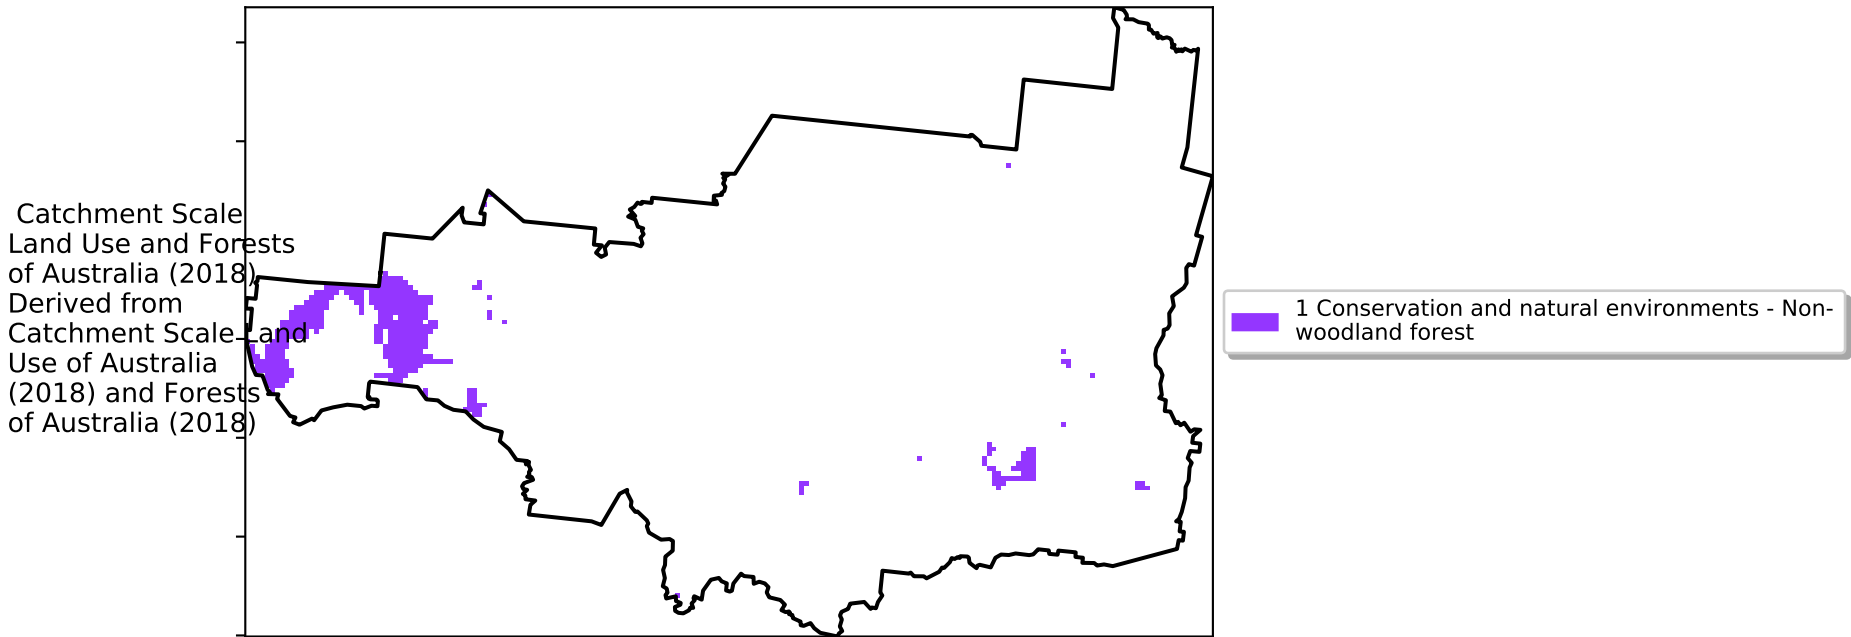 Catchment Scale
Land Use and Forests
of Australia (2018)
Derived from
Catchment Scale Land
Use of Australia
(2018) and Forests
of Australia (2018)
1 Conservation and natural environments - Non-
woodland forest